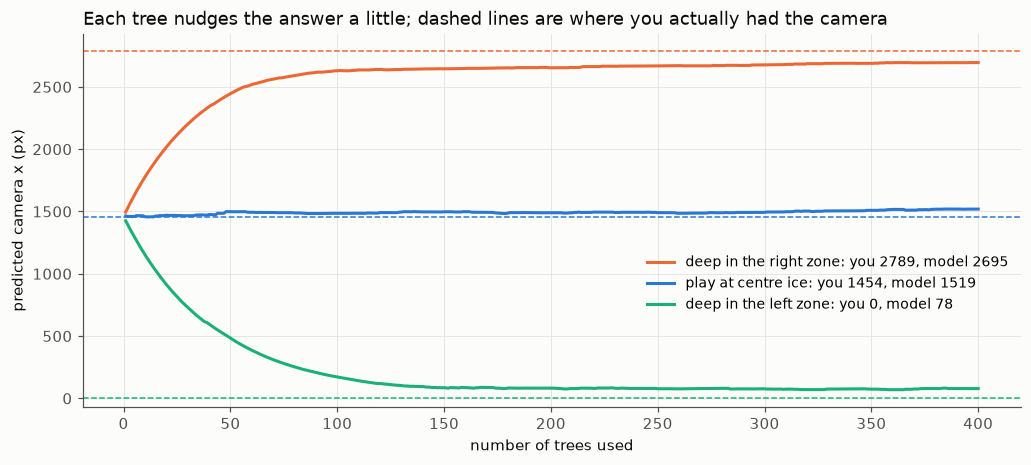 Each tree nudges the answer a little; dashed lines are where you actually had the camera
predicted camera x (px)
2500
2000
1500
1000
500
0
deep in the right zone: you 2789, model 2695
play at centre ice: you 1454, model 1519
deep in the left zone: you 0, model 78
0 50 100 150 200 250 300 350 400
number of trees used